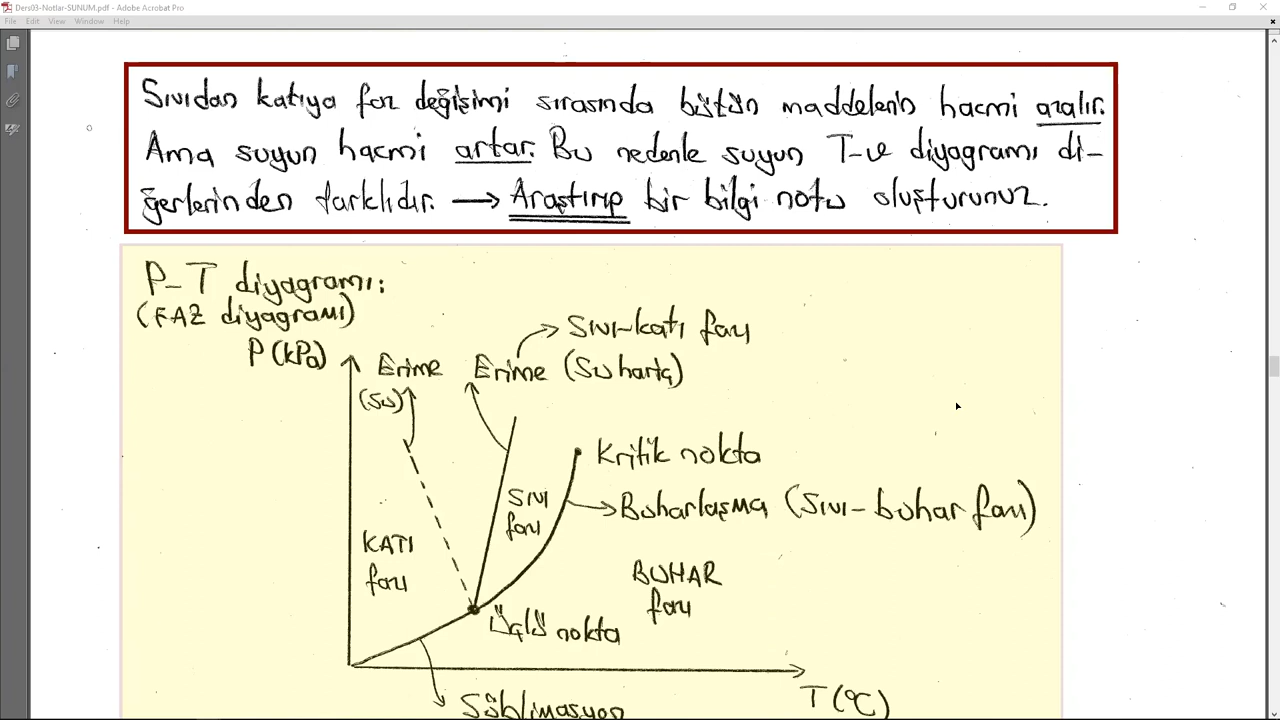 Ders03-Notlar-SUNUM.pdf - Adobe Acrobat Pro
File Edit View Window Help
Sıvıdan katıya faz değişimi sırasında bütün maddelerin hacmi azalır.
Ama suyun hacmi artar. Bu nedenle suyun T-v diyagramı di-
ğerlerinden farklıdır. → Araştırıp bir bilgi notu oluşturunuz.
P-T diyagramı:
(FAZ diyagramı)
P (kPa)
Erime
(su)
Erime (Su hariç)
Sıvı-katı fazı
Kritik nokta
Buharlaşma (Sıvı-buhar fazı)
SIVI
fazı
KATI
fazı
BUHAR
fazı
Üçlü nokta
T (°C)
Süblimasyon